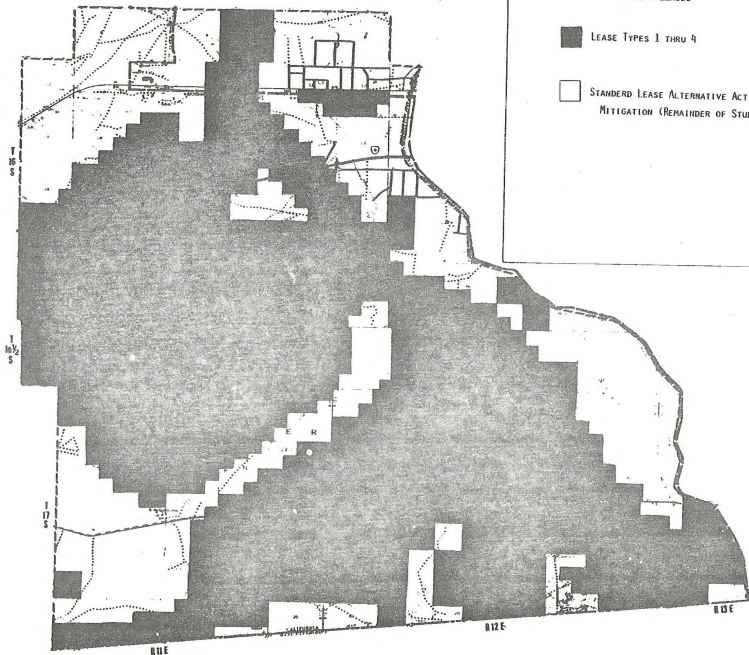 LEASE TYPES 1 THRU 4
STANDERD LEASE ALTERNATIVE ACT
MITIGATION (REMAINDER OF STU
T
16
S
T
16½
S
E R
T
17
S
CALIFORNIA
R 11 E
R 12 E
R 13 E